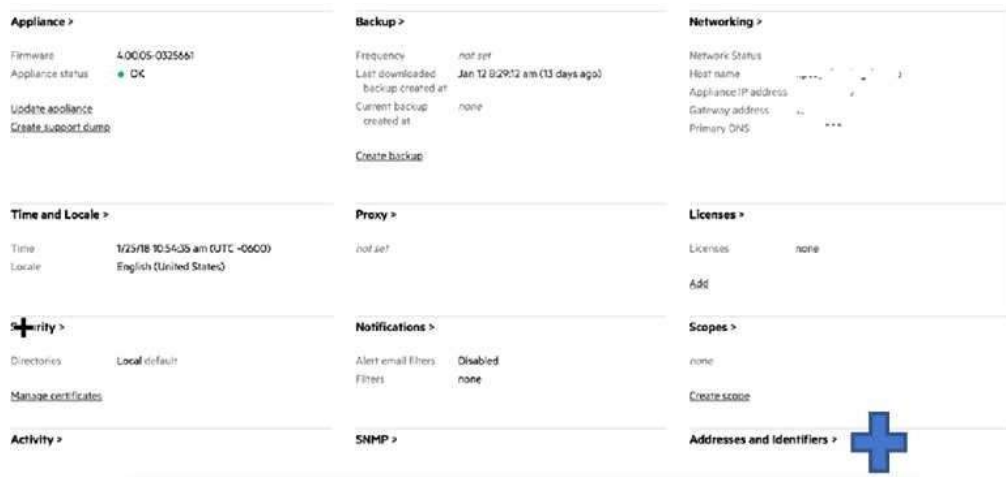 Appliance >
Firmware 4.00.05-0325661
Appliance status OK
Update appliance
Create support dump
Backup >
Frequency not set
Last downloaded Jan 12 8:29:12 am (13 days ago)
backup created at
Current backup none
created at
Create backup
Networking >
Network Status
Host name
Appliance IP address
Gateway address
Primary DNS
Time and Locale >
Time 1/25/18 10:54:35 am (UTC -0600)
Locale English (United States)
Proxy >
not set
Licenses >
Licenses none
Add
rity >
Directories Local default
Manage certificates
Notifications >
Alert email filters Disabled
Filters none
Scopes >
none
Create scope
Activity >
SNMP >
Addresses and Identifiers >